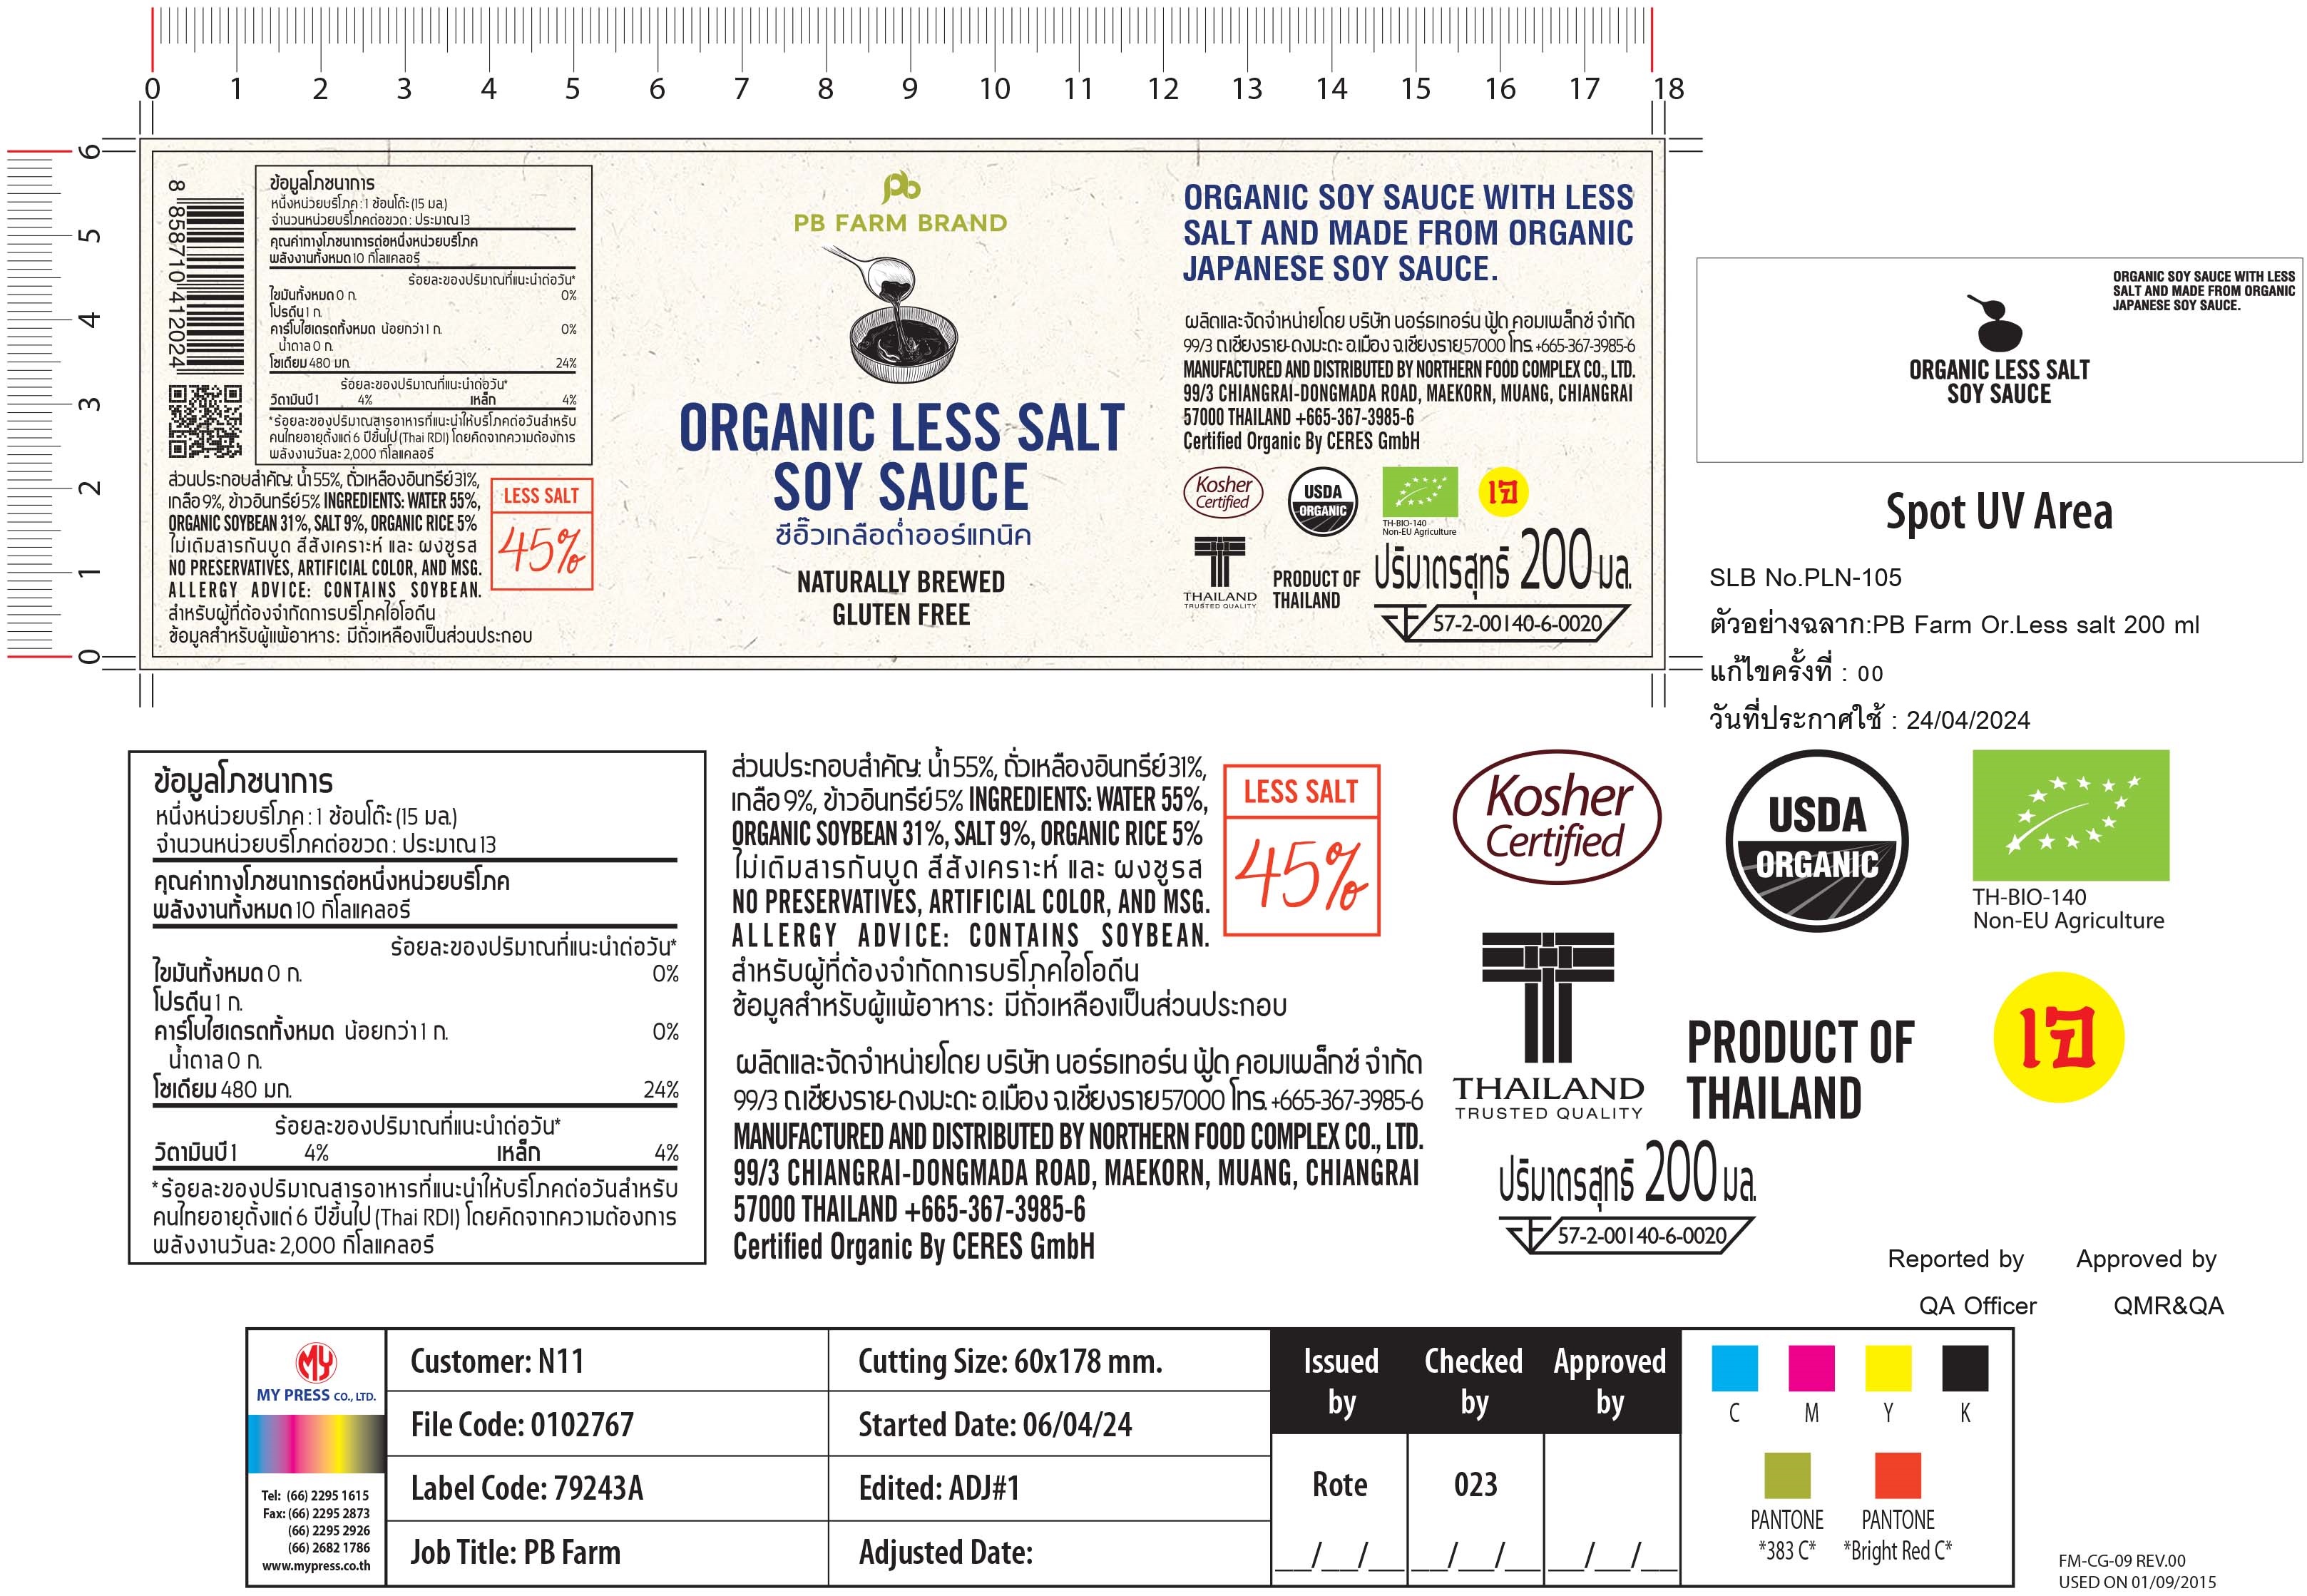 0 1 2 3 4 5 6 7 8 9 10 11 12 13 14 15 16 17 18
6
5
4
3
2
1
0
8 858710 412024
ข้อมูลโภชนาการ
หนึ่งหน่วยบริโภค : 1 ช้อนโต๊ะ (15 มล.)
จำนวนหน่วยบริโภคต่อขวด : ประมาณ 13
คุณค่าทางโภชนาการต่อหนึ่งหน่วยบริโภค
พลังงานทั้งหมด 10 กิโลแคลอรี
ร้อยละของปริมาณที่แนะนำต่อวัน*
ไขมันทั้งหมด 0 ก. 0%
โปรตีน 1 ก.
คาร์โบไฮเดรตทั้งหมด น้อยกว่า 1 ก. 0%
น้ำตาล 0 ก.
โซเดียม 480 มก. 24%
ร้อยละของปริมาณที่แนะนำต่อวัน*
วิตามินบี 1 4% เหล็ก 4%
*ร้อยละของปริมาณสารอาหารที่แนะนำให้บริโภคต่อวันสำหรับ
คนไทยอายุตั้งแต่ 6 ปีขึ้นไป (Thai RDI) โดยคิดจากความต้องการ
พลังงานวันละ 2,000 กิโลแคลอรี
ส่วนประกอบสำคัญ: น้ำ 55%, ถั่วเหลืองอินทรีย์ 31%,
เกลือ 9%, ข้าวอินทรีย์ 5% INGREDIENTS: WATER 55%,
ORGANIC SOYBEAN 31%, SALT 9%, ORGANIC RICE 5%
ไม่เติมสารกันบูด สีสังเคราะห์ และ ผงชูรส
NO PRESERVATIVES, ARTIFICIAL COLOR, AND MSG.
ALLERGY ADVICE: CONTAINS SOYBEAN.
สำหรับผู้ที่ต้องจำกัดการบริโภคไอโอดีน
ข้อมูลสำหรับผู้แพ้อาหาร: มีถั่วเหลืองเป็นส่วนประกอบ
LESS SALT
45%
pb
PB FARM BRAND
ORGANIC LESS SALT
SOY SAUCE
ซีอิ๊วเกลือต่ำออร์แกนิค
NATURALLY BREWED
GLUTEN FREE
ORGANIC SOY SAUCE WITH LESS
SALT AND MADE FROM ORGANIC
JAPANESE SOY SAUCE.
ผลิตและจัดจำหน่ายโดย บริษัท นอร์ธเทอร์น ฟู้ด คอมเพล็กซ์ จำกัด
99/3 ถ.เชียงราย-ดงมะดะ อ.เมือง จ.เชียงราย 57000 โทร. +665-367-3985-6
MANUFACTURED AND DISTRIBUTED BY NORTHERN FOOD COMPLEX CO., LTD.
99/3 CHIANGRAI-DONGMADA ROAD, MAEKORN, MUANG, CHIANGRAI
57000 THAILAND +665-367-3985-6
Certified Organic By CERES GmbH
Kosher
Certified
USDA
ORGANIC
TH-BIO-140
Non-EU Agriculture
เจ
THAILAND
TRUSTED QUALITY
PRODUCT OF
THAILAND
ปริมาตรสุทธิ 200 มล.
57-2-00140-6-0020
ORGANIC SOY SAUCE WITH LESS
SALT AND MADE FROM ORGANIC
JAPANESE SOY SAUCE.
ORGANIC LESS SALT
SOY SAUCE
Spot UV Area
SLB No.PLN-105
ตัวอย่างฉลาก:PB Farm Or.Less salt 200 ml
แก้ไขครั้งที่ : 00
วันที่ประกาศใช้ : 24/04/2024
ข้อมูลโภชนาการ
หนึ่งหน่วยบริโภค : 1 ช้อนโต๊ะ (15 มล.)
จำนวนหน่วยบริโภคต่อขวด : ประมาณ 13
คุณค่าทางโภชนาการต่อหนึ่งหน่วยบริโภค
พลังงานทั้งหมด 10 กิโลแคลอรี
ร้อยละของปริมาณที่แนะนำต่อวัน*
ไขมันทั้งหมด 0 ก. 0%
โปรตีน 1 ก.
คาร์โบไฮเดรตทั้งหมด น้อยกว่า 1 ก. 0%
น้ำตาล 0 ก.
โซเดียม 480 มก. 24%
ร้อยละของปริมาณที่แนะนำต่อวัน*
วิตามินบี 1 4% เหล็ก 4%
*ร้อยละของปริมาณสารอาหารที่แนะนำให้บริโภคต่อวันสำหรับ
คนไทยอายุตั้งแต่ 6 ปีขึ้นไป (Thai RDI) โดยคิดจากความต้องการ
พลังงานวันละ 2,000 กิโลแคลอรี
ส่วนประกอบสำคัญ: น้ำ 55%, ถั่วเหลืองอินทรีย์ 31%,
เกลือ 9%, ข้าวอินทรีย์ 5% INGREDIENTS: WATER 55%,
ORGANIC SOYBEAN 31%, SALT 9%, ORGANIC RICE 5%
ไม่เติมสารกันบูด สีสังเคราะห์ และ ผงชูรส
NO PRESERVATIVES, ARTIFICIAL COLOR, AND MSG.
ALLERGY ADVICE: CONTAINS SOYBEAN.
สำหรับผู้ที่ต้องจำกัดการบริโภคไอโอดีน
ข้อมูลสำหรับผู้แพ้อาหาร: มีถั่วเหลืองเป็นส่วนประกอบ
LESS SALT
45%
ผลิตและจัดจำหน่ายโดย บริษัท นอร์ธเทอร์น ฟู้ด คอมเพล็กซ์ จำกัด
99/3 ถ.เชียงราย-ดงมะดะ อ.เมือง จ.เชียงราย 57000 โทร. +665-367-3985-6
MANUFACTURED AND DISTRIBUTED BY NORTHERN FOOD COMPLEX CO., LTD.
99/3 CHIANGRAI-DONGMADA ROAD, MAEKORN, MUANG, CHIANGRAI
57000 THAILAND +665-367-3985-6
Certified Organic By CERES GmbH
Kosher
Certified
USDA
ORGANIC
TH-BIO-140
Non-EU Agriculture
THAILAND
TRUSTED QUALITY
PRODUCT OF
THAILAND
เจ
ปริมาตรสุทธิ 200 มล.
57-2-00140-6-0020
Reported by Approved by
QA Officer QMR&QA
MY
MY PRESS CO., LTD.
Tel: (66) 2295 1615
Fax: (66) 2295 2873
(66) 2295 2926
(66) 2682 1786
www.mypress.co.th
Customer: N11
File Code: 0102767
Label Code: 79243A
Job Title: PB Farm
Cutting Size: 60x178 mm.
Started Date: 06/04/24
Edited: ADJ#1
Adjusted Date:
Issued by
Checked by
Approved by
Rote
023
__/__/__ __/__/__ __/__/__
C M Y K
PANTONE
*383 C*
PANTONE
*Bright Red C*
FM-CG-09 REV.00
USED ON 01/09/2015